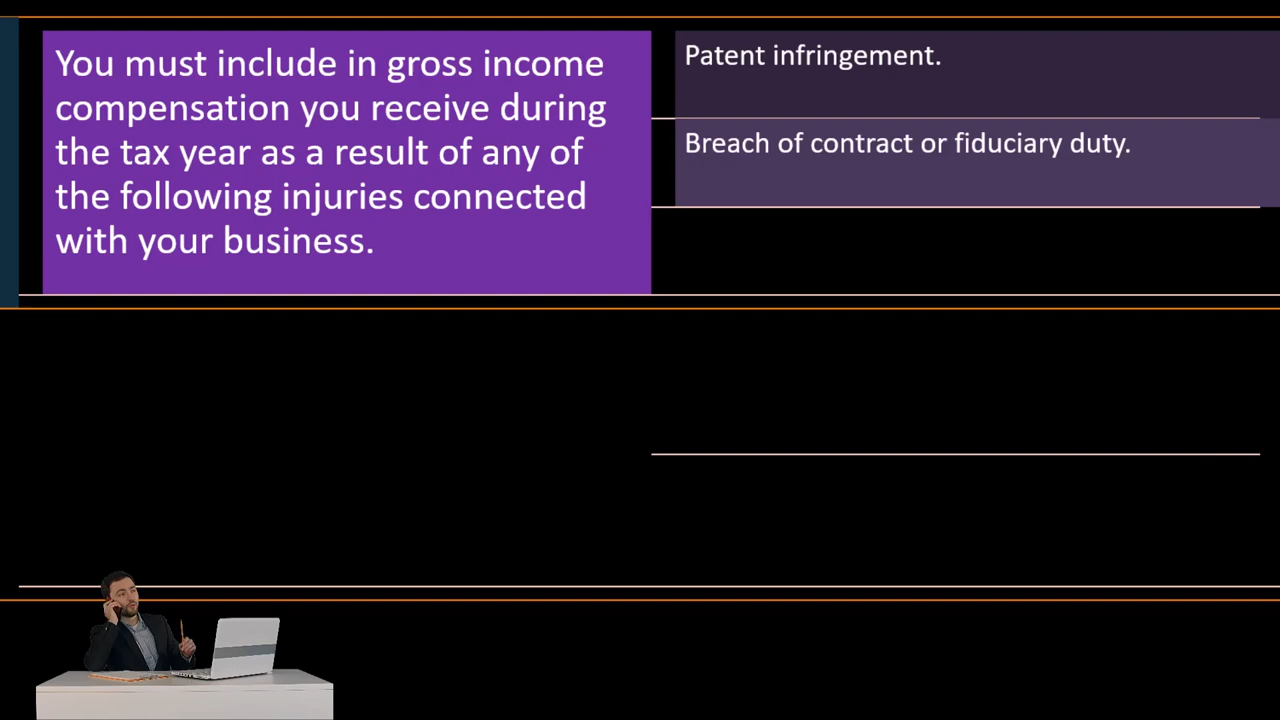 You must include in gross income
compensation you receive during
the tax year as a result of any of
the following injuries connected
with your business.
Patent infringement.
Breach of contract or fiduciary duty.